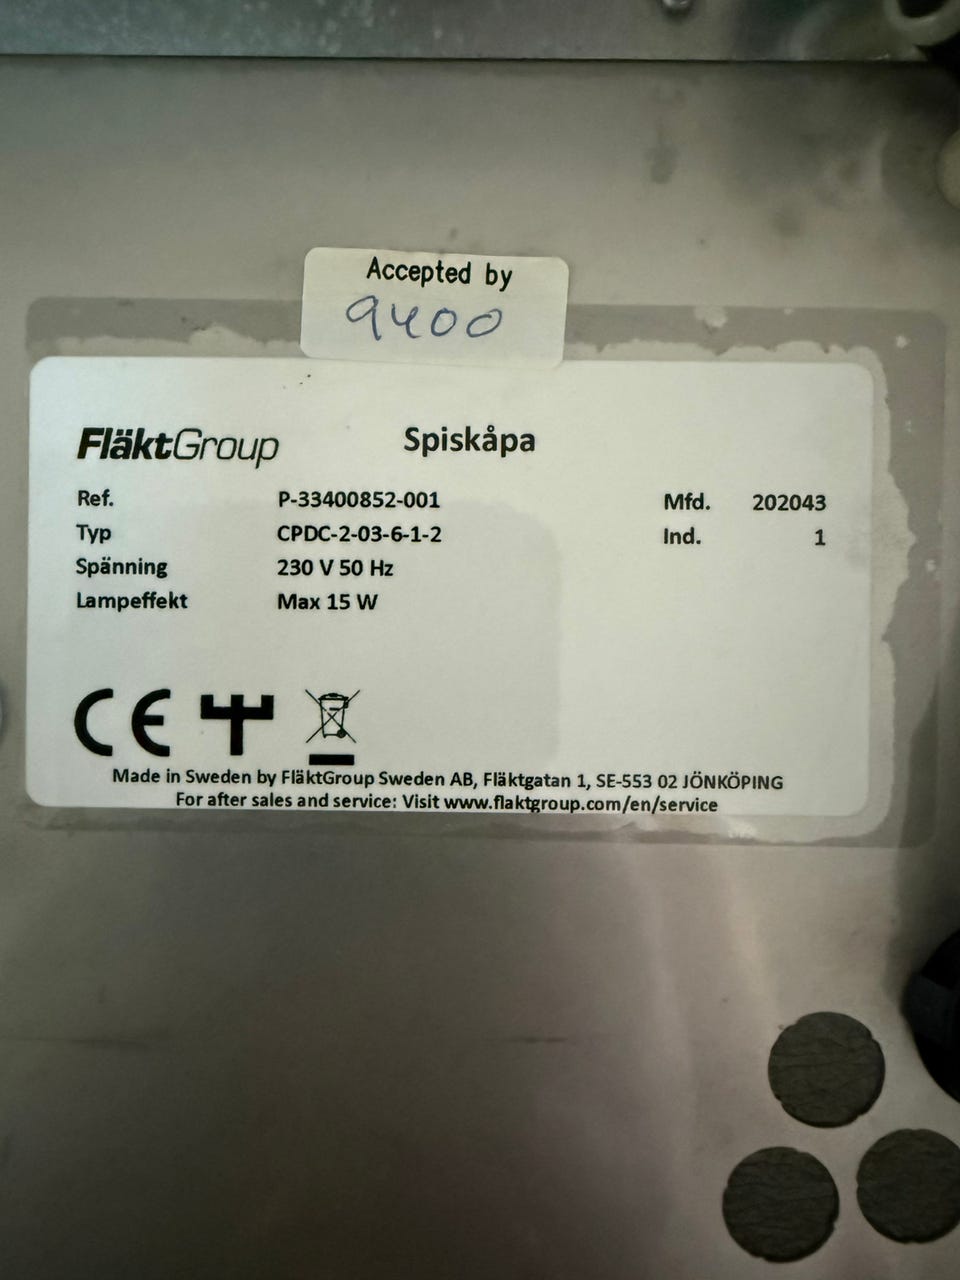 Accepted by
9400
FläktGroup Spiskåpa
Ref. P-33400852-001 Mfd. 202043
Typ CPDC-2-03-6-1-2 Ind. 1
Spänning 230 V 50 Hz
Lampeffekt Max 15 W
CE
Made in Sweden by FläktGroup Sweden AB, Fläktgatan 1, SE-553 02 JÖNKÖPING
For after sales and service: Visit www.flaktgroup.com/en/service